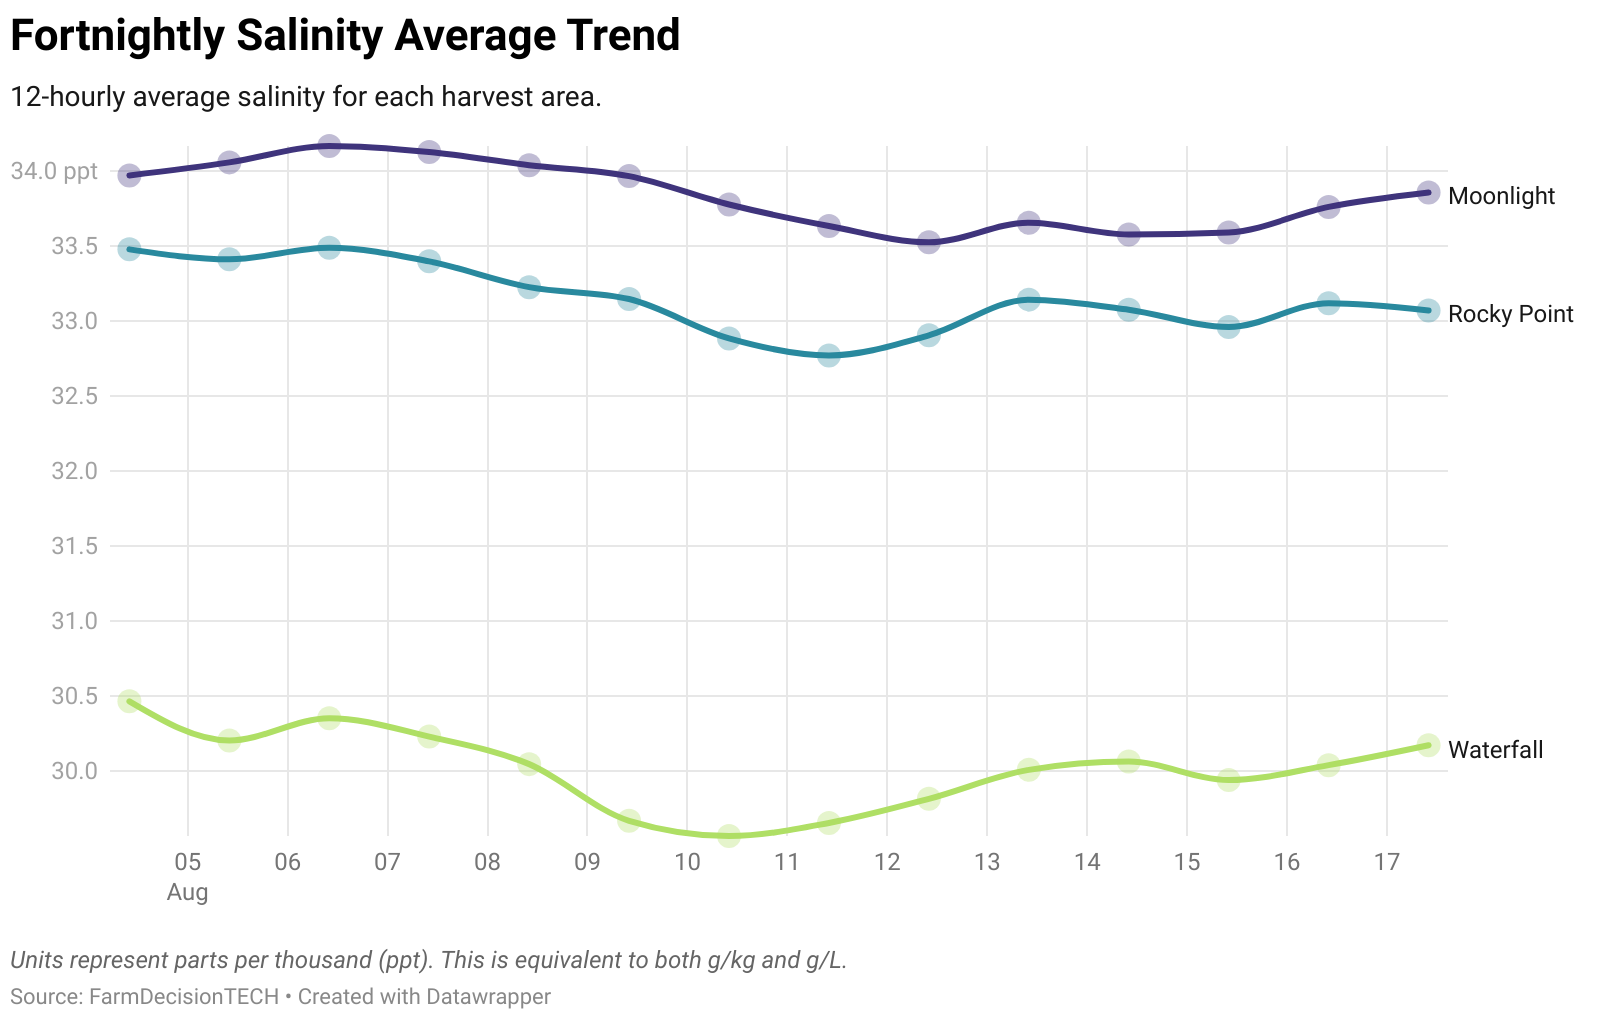 Fortnightly Salinity Average Trend
12-hourly average salinity for each harvest area.
34.0 ppt
Moonlight
33.5
33.0
Rocky Point
32.5
32.0
31.5
31.0
30.5
30.0
Waterfall
05 06 07 08 09 10 11 12 13 14 15 16 17
Aug
Units represent parts per thousand (ppt). This is equivalent to both g/kg and g/L.
Source: FarmDecisionTECH • Created with Datawrapper